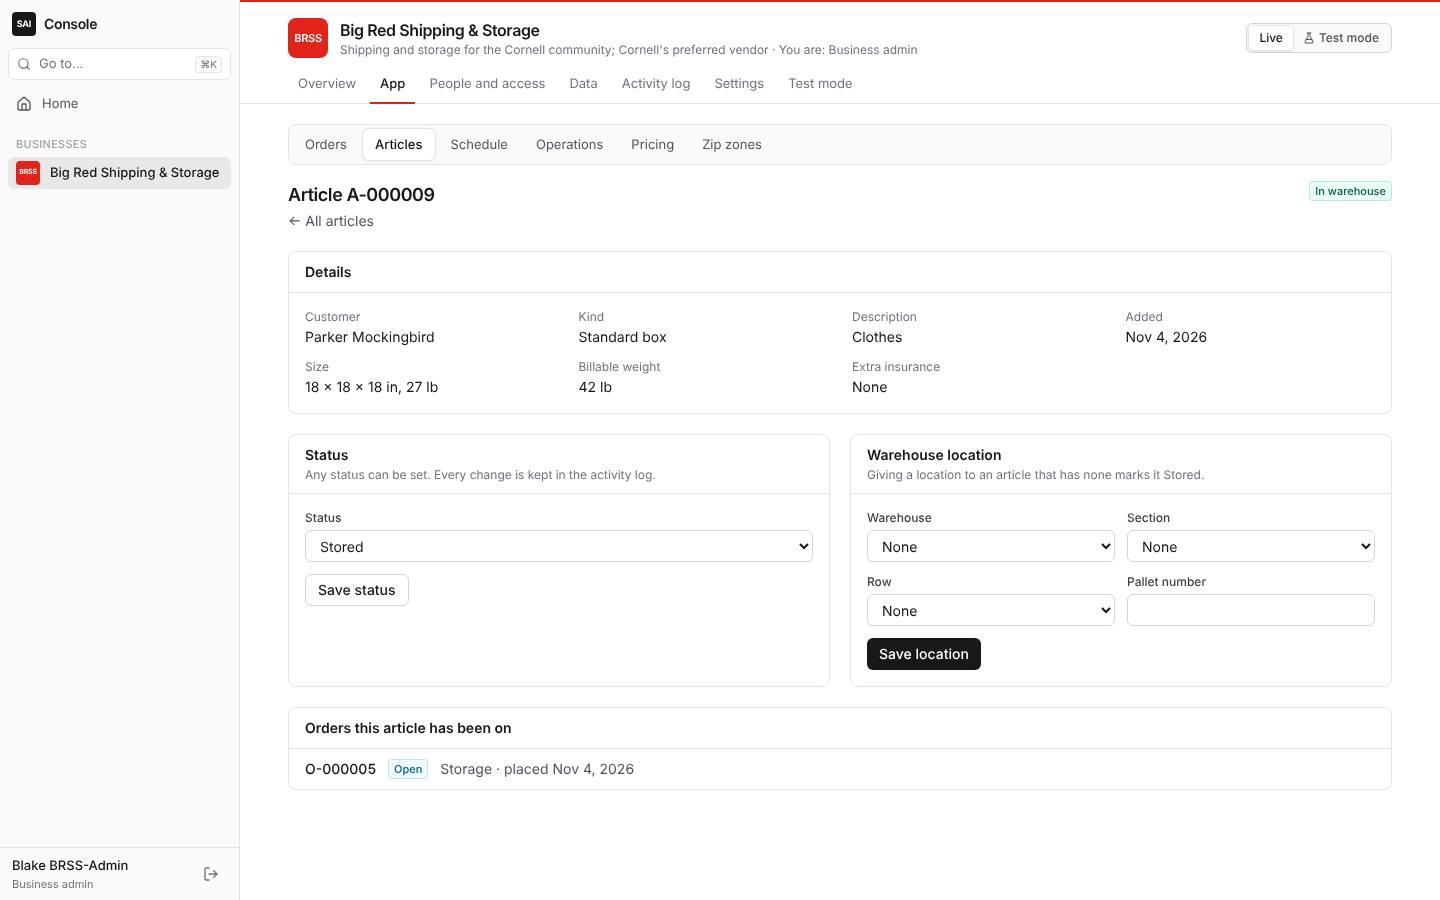 SAI Console
Go to... ⌘K
Home
BUSINESSES
BRSS Big Red Shipping & Storage
Blake BRSS-Admin
Business admin
BRSS
Big Red Shipping & Storage
Shipping and storage for the Cornell community; Cornell's preferred vendor · You are: Business admin
Live Test mode
Overview App People and access Data Activity log Settings Test mode
Orders Articles Schedule Operations Pricing Zip zones
Article A-000009
In warehouse
← All articles
Details
Customer Kind Description Added
Parker Mockingbird Standard box Clothes Nov 4, 2026
Size Billable weight Extra insurance
18 × 18 × 18 in, 27 lb 42 lb None
Status
Any status can be set. Every change is kept in the activity log.
Status
Stored
Save status
Warehouse location
Giving a location to an article that has none marks it Stored.
Warehouse Section
None None
Row Pallet number
None
Save location
Orders this article has been on
O-000005 Open Storage · placed Nov 4, 2026